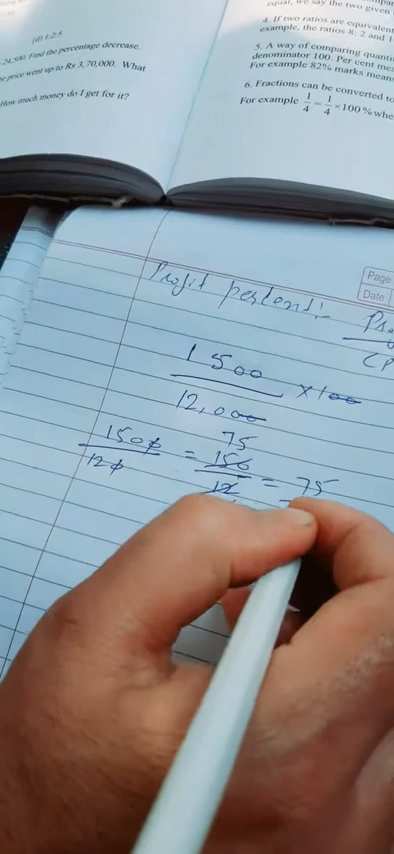 (d) 1:2:5
24,500. Find the percentage decrease.
price went up to Rs 3,70,000. What
How much money do I get for it?
equal, we say the two given
4. If two ratios are equivalent
example, the ratios 8: 2 and 1
5. A way of comparing quanti
denominator 100. Per cent me
For example 82% marks mean
6. Fractions can be converted to
For example 1/4 = 1/4 ×100% whe
Page
Date
Profit percent:- Pro
CP
1500
12,000 ×100
1500/120 = 150/12 = 75
75